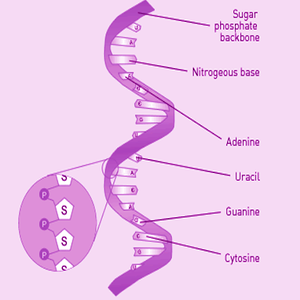 Sugar
phosphate
backbone
Nitrogeous base
Adenine
Uracil
Guanine
Cytosine
S
P
S
P
S
P
S